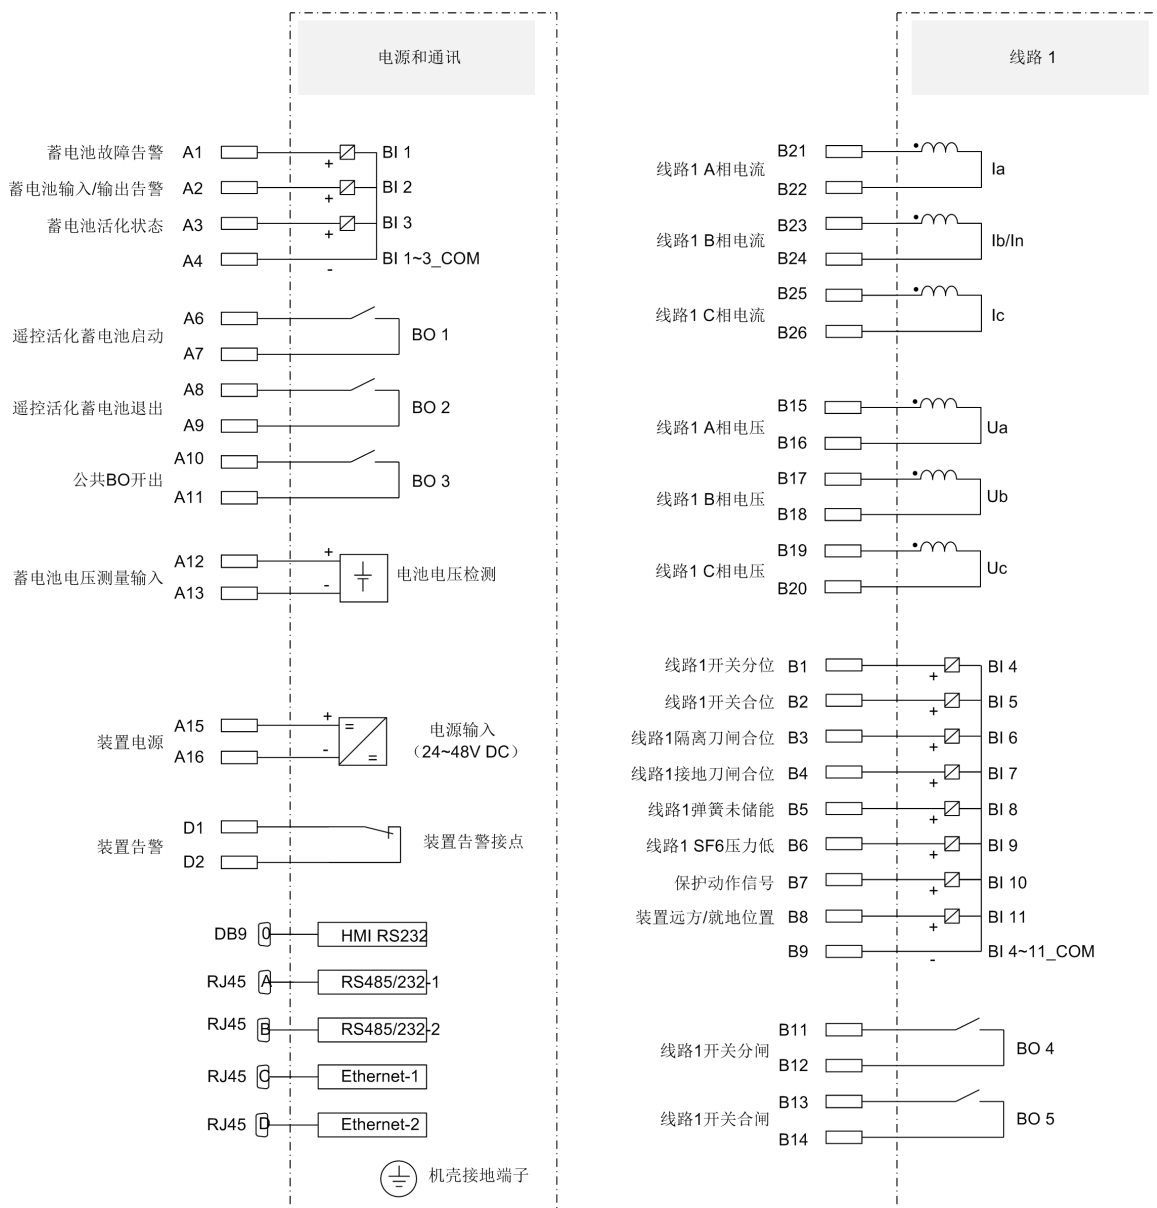 电源和通讯
蓄电池故障告警 A1 + BI 1
蓄电池输入/输出告警 A2 + BI 2
蓄电池活化状态 A3 + BI 3
A4 - BI 1~3_COM
遥控活化蓄电池启动 A6 A7 BO 1
遥控活化蓄电池退出 A8 A9 BO 2
公共BO开出 A10 A11 BO 3
蓄电池电压测量输入 A12 A13 + - 电池电压检测
装置电源 A15 A16 + - = = 电源输入
（24~48V DC）
装置告警 D1 D2 装置告警接点
DB9 0 HMI RS232
RJ45 A RS485/232-1
RJ45 B RS485/232-2
RJ45 C Ethernet-1
RJ45 D Ethernet-2
机壳接地端子
线路 1
线路1 A相电流 B21 B22 Ia
线路1 B相电流 B23 B24 Ib/In
线路1 C相电流 B25 B26 Ic
线路1 A相电压 B15 B16 Ua
线路1 B相电压 B17 B18 Ub
线路1 C相电压 B19 B20 Uc
线路1开关分位 B1 + BI 4
线路1开关合位 B2 + BI 5
线路1隔离刀闸合位 B3 + BI 6
线路1接地刀闸合位 B4 + BI 7
线路1弹簧未储能 B5 + BI 8
线路1 SF6压力低 B6 + BI 9
保护动作信号 B7 + BI 10
装置远方/就地位置 B8 + BI 11
B9 - BI 4~11_COM
线路1开关分闸 B11 B12 BO 4
线路1开关合闸 B13 B14 BO 5